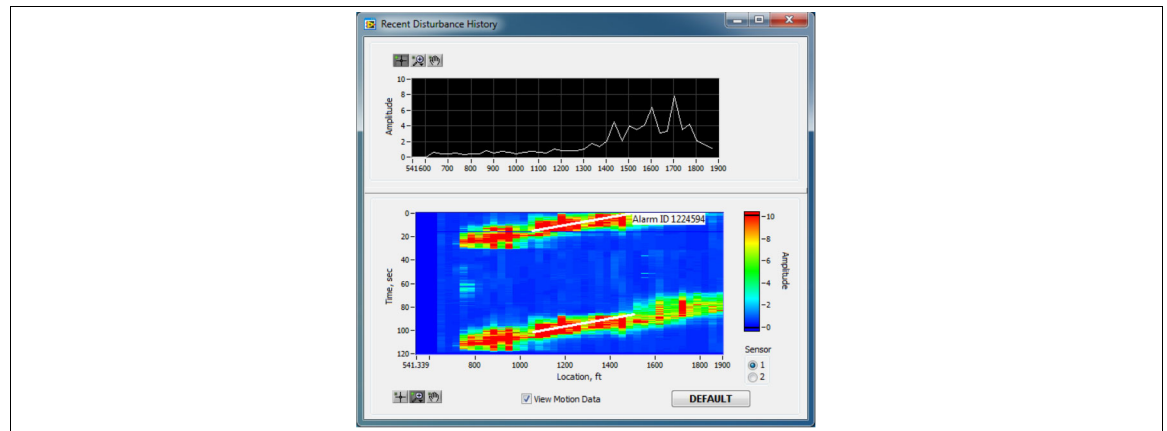 Recent Disturbance History
10
8
6
4
2
0
Amplitude
541 600 700 800 900 1000 1100 1200 1300 1400 1500 1600 1700 1800 1900
Alarm ID 1224594
0
20
40
60
80
100
120
Time, sec
541.339 800 1000 1200 1400 1600 1800 1900
Location, ft
10
8
6
4
2
0
Amplitude
Sensor
1
2
View Motion Data
DEFAULT